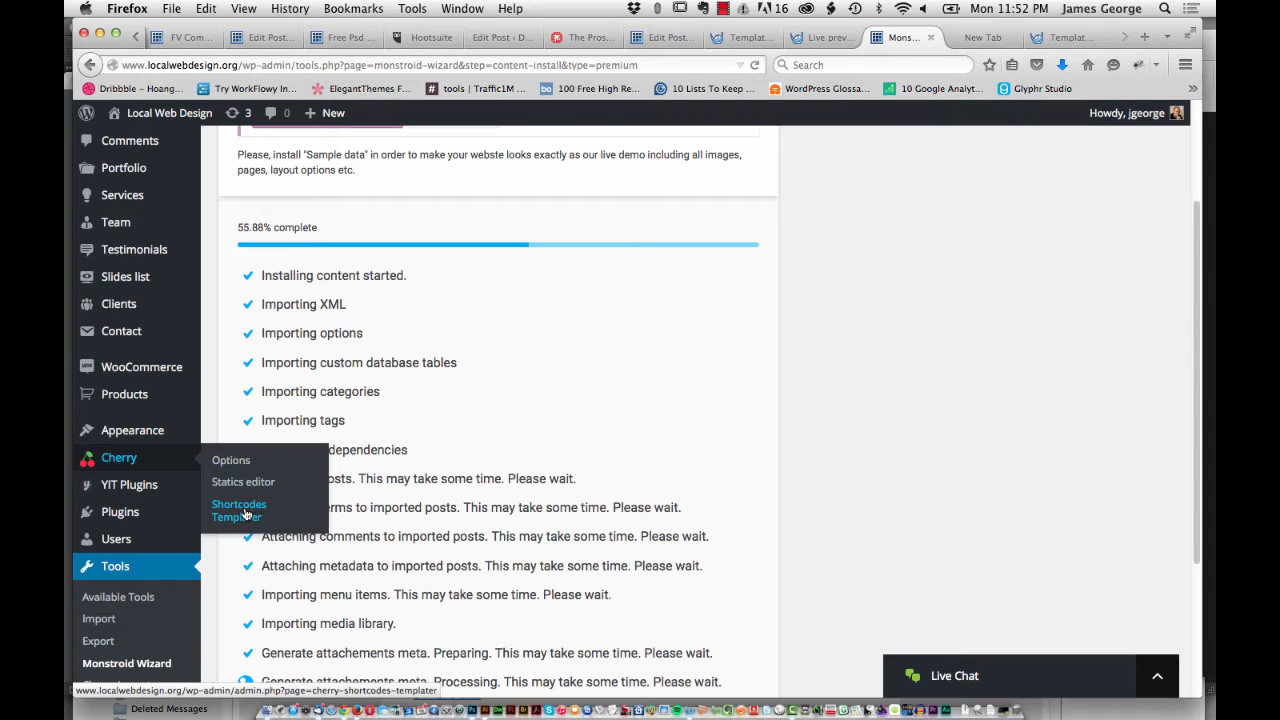 Firefox File Edit View History Bookmarks Tools Window Help 16 Mon 11:52 PM James George
FV Com... Edit Post... Free Psd ... Hootsuite Edit Post ‹ D... The Pros... Edit Post... Templat... Live prev... Mons... New Tab Templat...
www.localwebdesign.org/wp-admin/tools.php?page=monstroid-wizard&step=content-install&type=premium Search
Dribbble – Hoang... Try WorkFlowy In... ElegantThemes F... tools | Traffic1M ... 100 Free High Re... 10 Lists To Keep ... WordPress Glossa... 10 Google Analyt... Glyphr Studio
Local Web Design 3 0 New Howdy, jgeorge
Comments
Portfolio
Services
Team
Testimonials
Slides list
Clients
Contact
WooCommerce
Products
Appearance
Cherry
YIT Plugins
Plugins
Users
Tools
Available Tools
Import
Export
Monstroid Wizard
Options
Statics editor
Shortcodes
Templater
Please, install "Sample data" in order to make your webste looks exactly as our live demo including all images,
pages, layout options etc.
55.88% complete
Installing content started.
Importing XML
Importing options
Importing custom database tables
Importing categories
Importing tags
dependencies
osts. This may take some time. Please wait.
erms to imported posts. This may take some time. Please wait.
Attaching comments to imported posts. This may take some time. Please wait.
Attaching metadata to imported posts. This may take some time. Please wait.
Importing menu items. This may take some time. Please wait.
Importing media library.
Generate attachements meta. Preparing. Please wait.
Generate attachements meta. Processing. Please wait.
Live Chat
www.localwebdesign.org/wp-admin/admin.php?page=cherry-shortcodes-templater
Deleted Messages